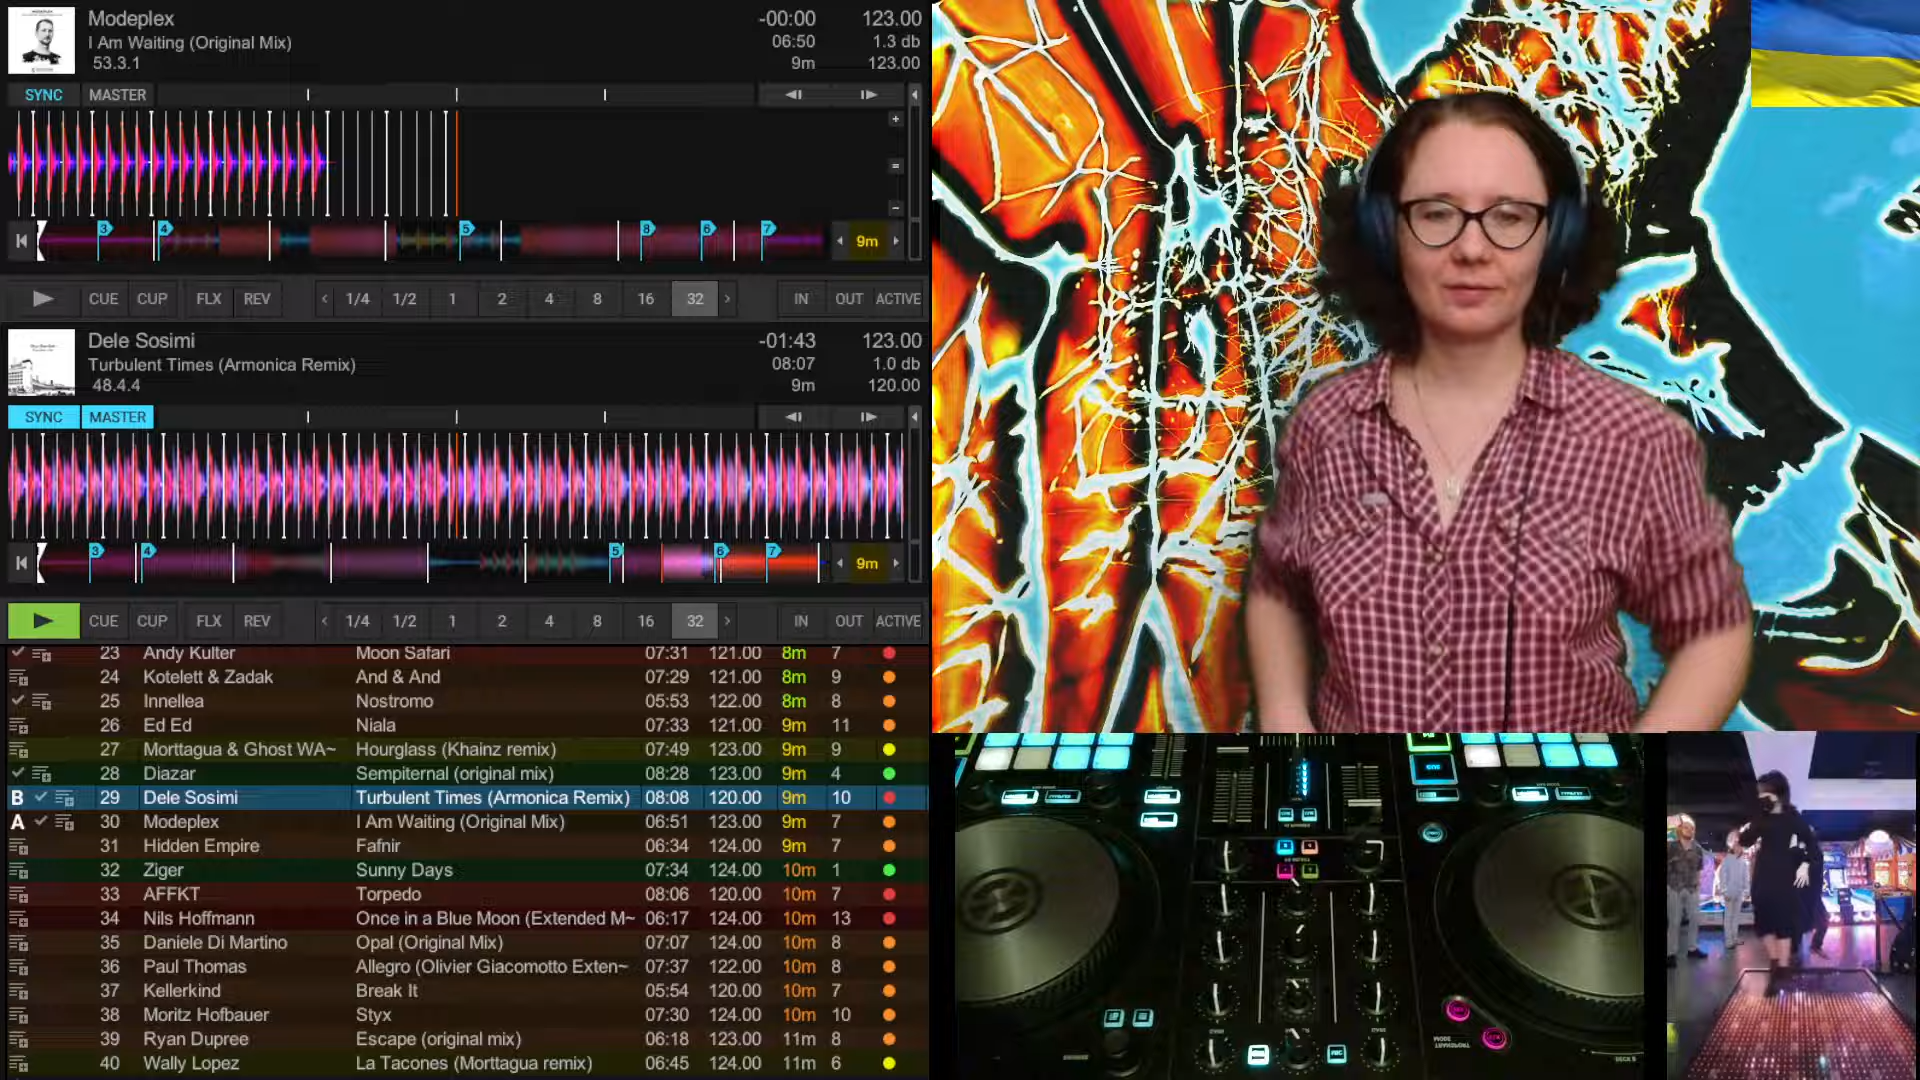 Modeplex -00:00 123.00
I Am Waiting (Original Mix) 06:50 1.3 db
53.3.1 9m 123.00
SYNC MASTER
3 4 5 8 6 7 9m
CUE CUP FLX REV 1/4 1/2 1 2 4 8 16 32 IN OUT ACTIVE
Dele Sosimi -01:43 123.00
Turbulent Times (Armonica Remix) 08:07 1.0 db
48.4.4 9m 120.00
SYNC MASTER
3 4 5 6 7 9m
CUE CUP FLX REV 1/4 1/2 1 2 4 8 16 32 IN OUT ACTIVE
23 Andy Kulter Moon Safari 07:31 121.00 8m 7
24 Kotelett & Zadak And & And 07:29 121.00 8m 9
25 Innellea Nostromo 05:53 122.00 8m 8
26 Ed Ed Niala 07:33 121.00 9m 11
27 Morttagua & Ghost WA~ Hourglass (Khainz remix) 07:49 123.00 9m 9
28 Diazar Sempiternal (original mix) 08:28 123.00 9m 4
B 29 Dele Sosimi Turbulent Times (Armonica Remix) 08:08 120.00 9m 10
A 30 Modeplex I Am Waiting (Original Mix) 06:51 123.00 9m 7
31 Hidden Empire Fafnir 06:34 124.00 9m 7
32 Ziger Sunny Days 07:34 124.00 10m 1
33 AFFKT Torpedo 08:06 120.00 10m 7
34 Nils Hoffmann Once in a Blue Moon (Extended M~ 06:17 124.00 10m 13
35 Daniele Di Martino Opal (Original Mix) 07:07 124.00 10m 8
36 Paul Thomas Allegro (Olivier Giacomotto Exten~ 07:37 122.00 10m 8
37 Kellerkind Break It 05:54 120.00 10m 7
38 Moritz Hofbauer Styx 07:30 124.00 10m 10
39 Ryan Dupree Escape (original mix) 06:18 123.00 11m 8
40 Wally Lopez La Tacones (Morttagua remix) 06:45 124.00 11m 6